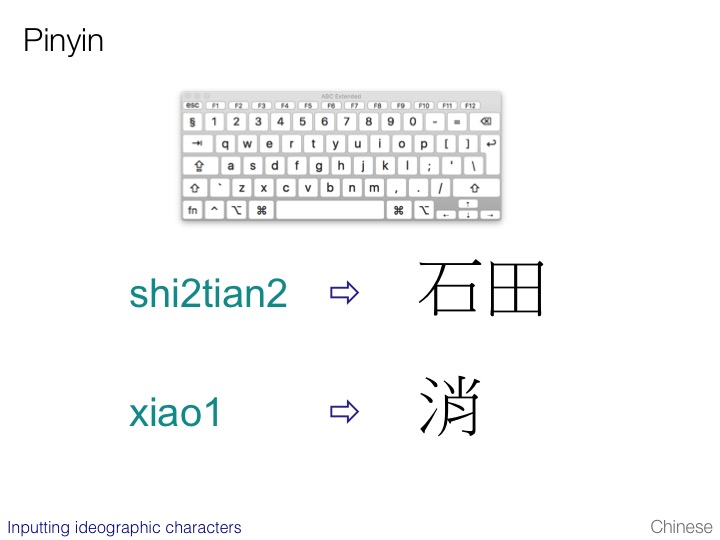 Pinyin
ABC Extended
esc F1 F2 F3 F4 F5 F6 F7 F8 F9 F10 F11 F12
§ 1 2 3 4 5 6 7 8 9 0 - = ⌫
⇥ q w e r t y u i o p [ ] ↩
⇪ a s d f g h j k l ; ' \
⇧ ` z x c v b n m , . / ⇧
fn ^ ⌥ ⌘ ⌘ ⌥ ← ↑ ↓ →
shi2tian2 ⇨ 石田
xiao1 ⇨ 消
Inputting ideographic characters
Chinese